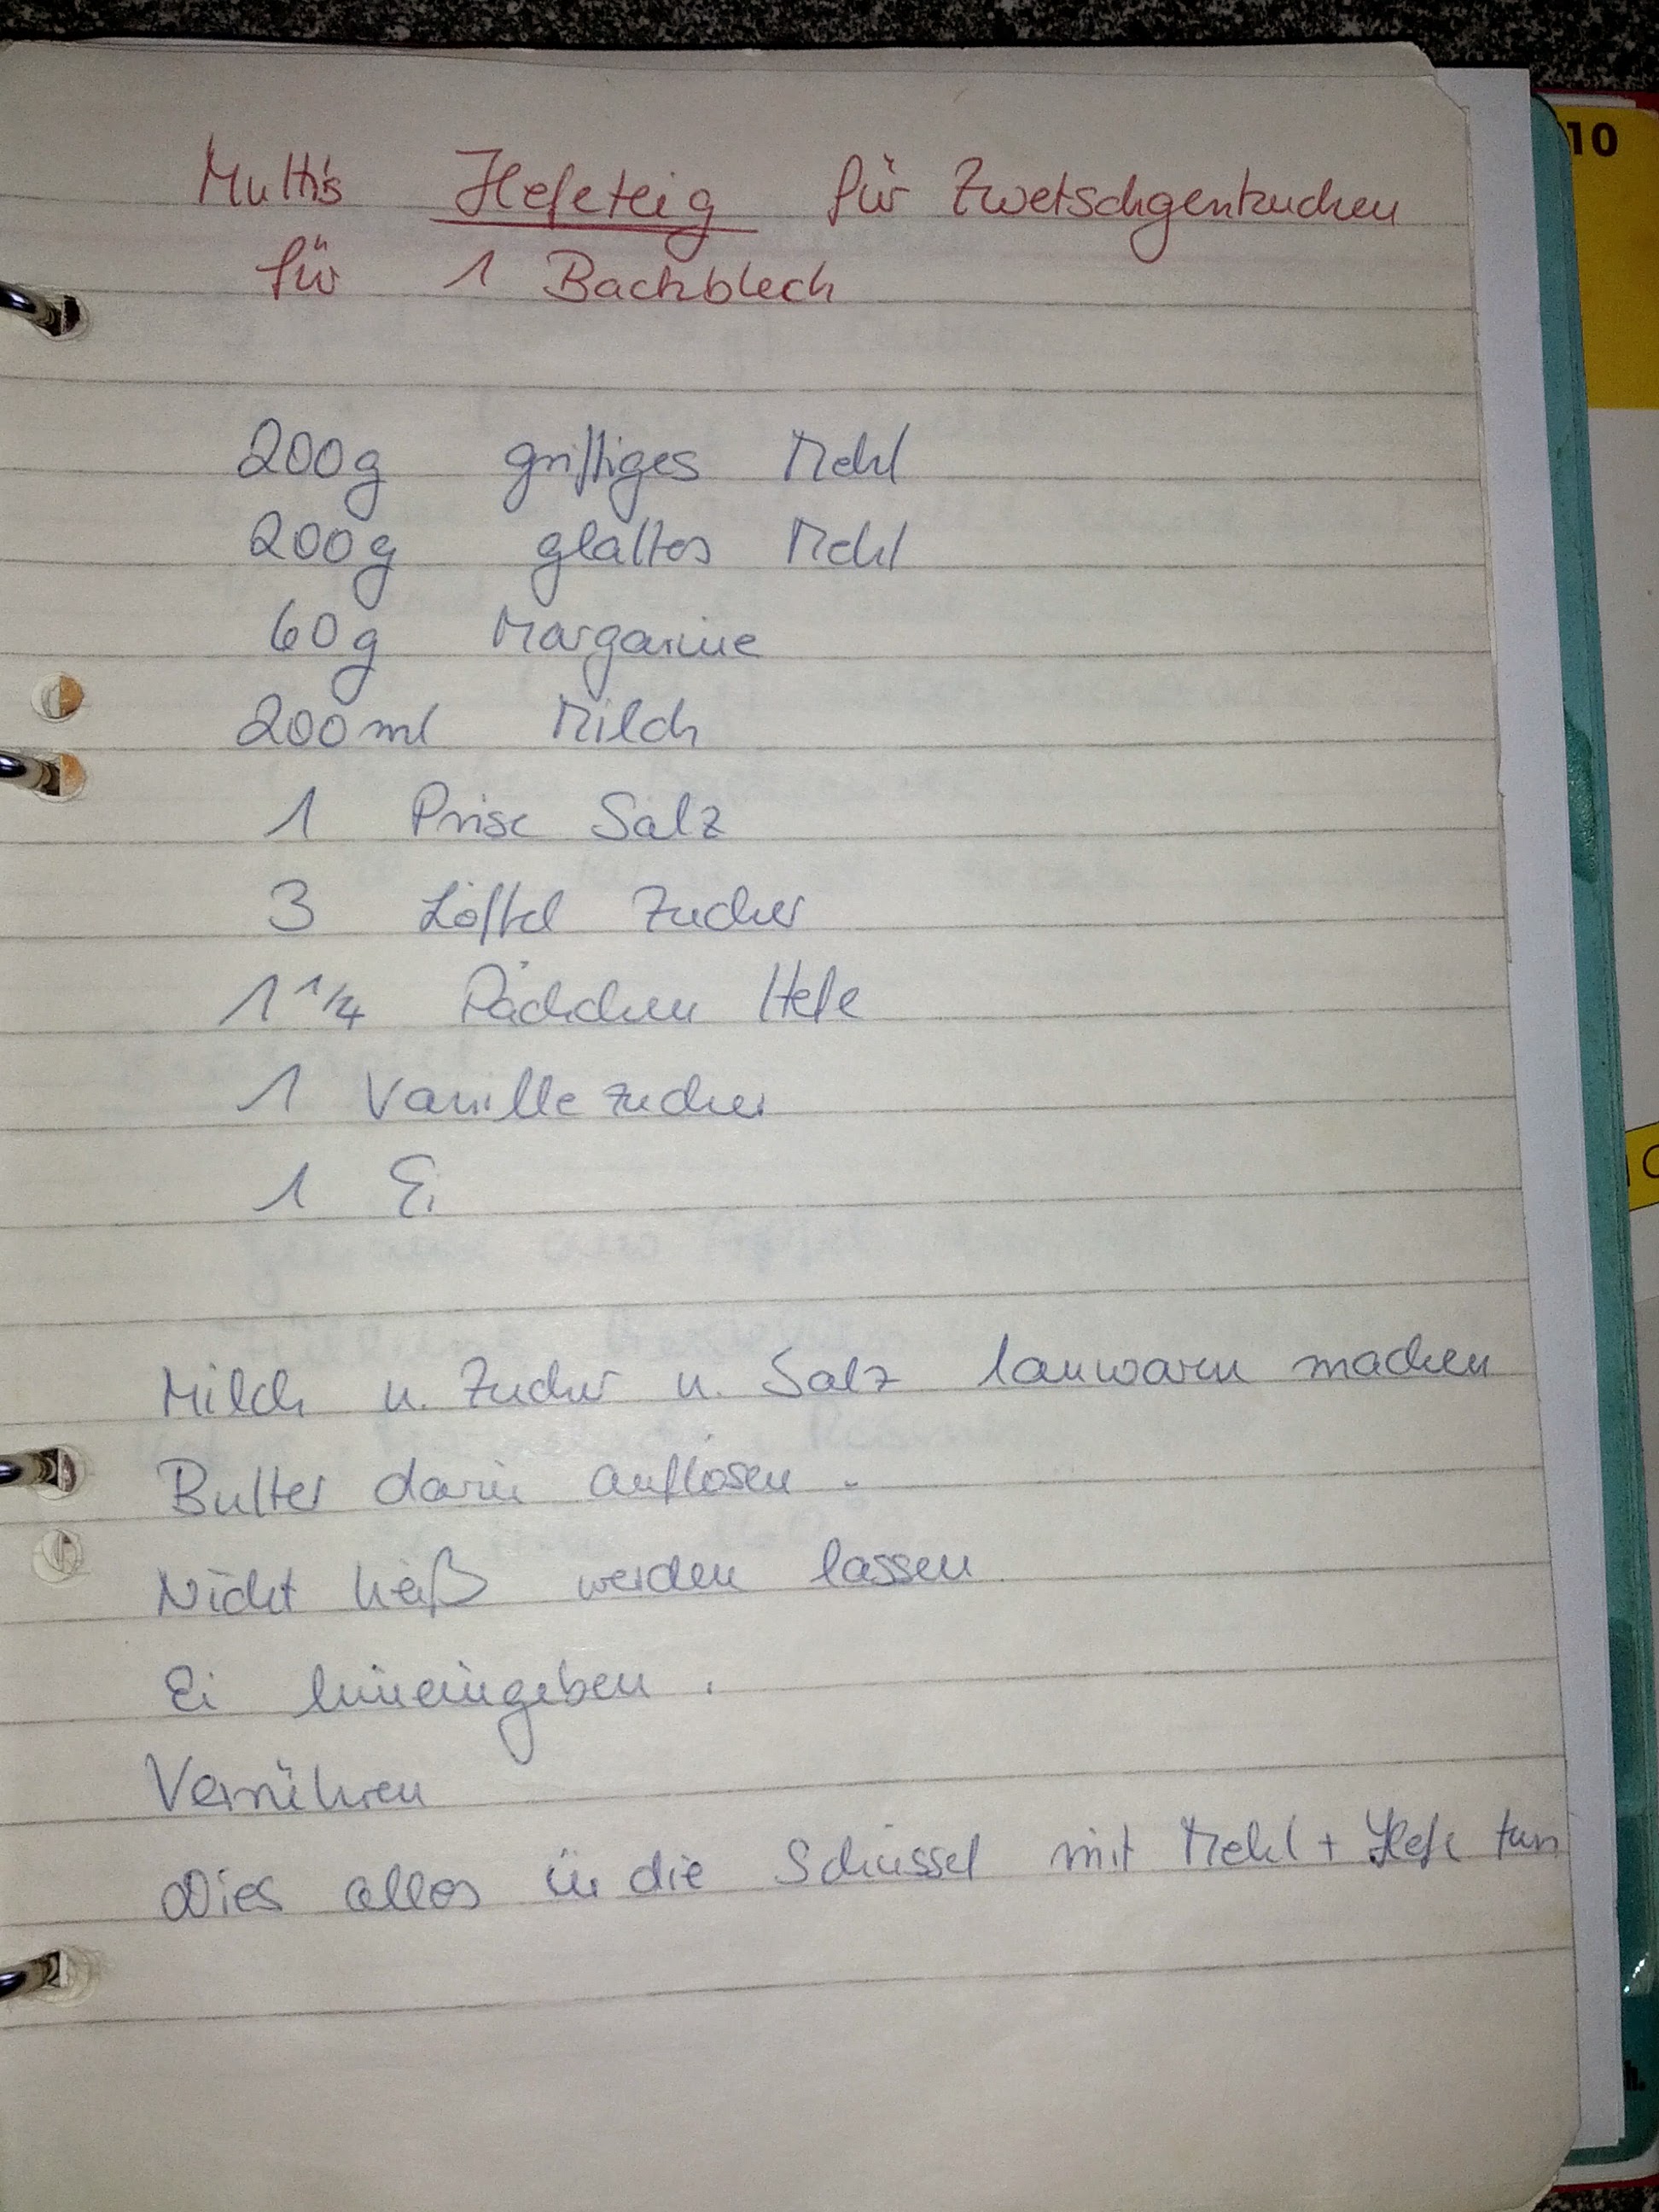 Mutti's Hefeteig für Zwetschgenkuchen
für 1 Backblech
200g griffiges Mehl
200g glattes Mehl
60g Margarine
200ml Milch
1 Prise Salz
3 Löffel Zucker
1 1/4 Päckchen Hefe
1 Vanillezucker
1 Ei
Milch u. Zucker u. Salz lauwarm machen
Butter darin auflösen.
Nicht heiß werden lassen
Ei hineingeben.
Verrühren
Dies alles in die Schüssel mit Mehl + Hefe tun
10
h.